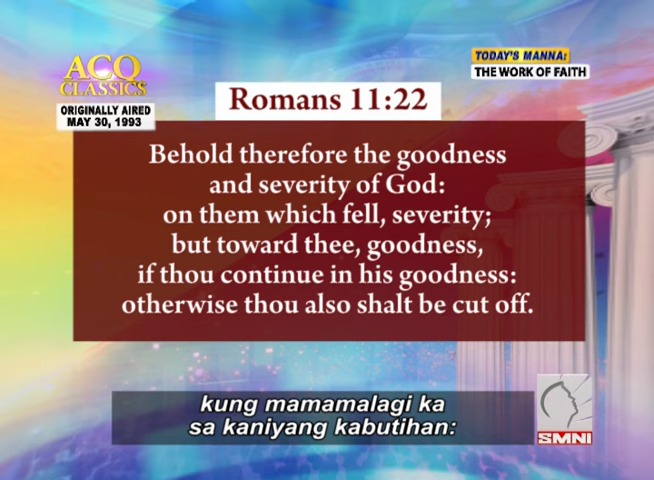 ACQ
CLASSICS
ORIGINALLY AIRED
MAY 30, 1993
TODAY'S MANNA:
THE WORK OF FAITH
Romans 11:22
Behold therefore the goodness
and severity of God:
on them which fell, severity;
but toward thee, goodness,
if thou continue in his goodness:
otherwise thou also shalt be cut off.
kung mamamalagi ka
sa kaniyang kabutihan:
SMNI